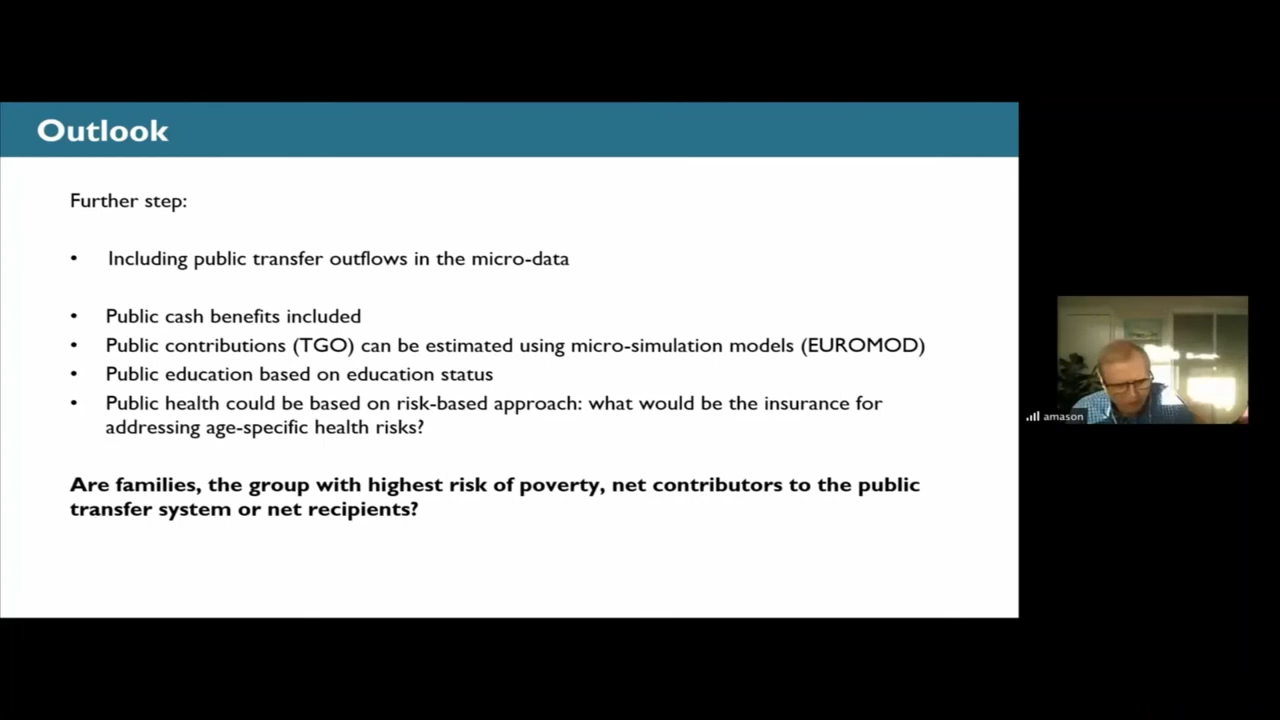 Outlook
Further step:
• Including public transfer outflows in the micro-data
• Public cash benefits included
• Public contributions (TGO) can be estimated using micro-simulation models (EUROMOD)
• Public education based on education status
• Public health could be based on risk-based approach: what would be the insurance for
addressing age-specific health risks?
Are families, the group with highest risk of poverty, net contributors to the public
transfer system or net recipients?
amason